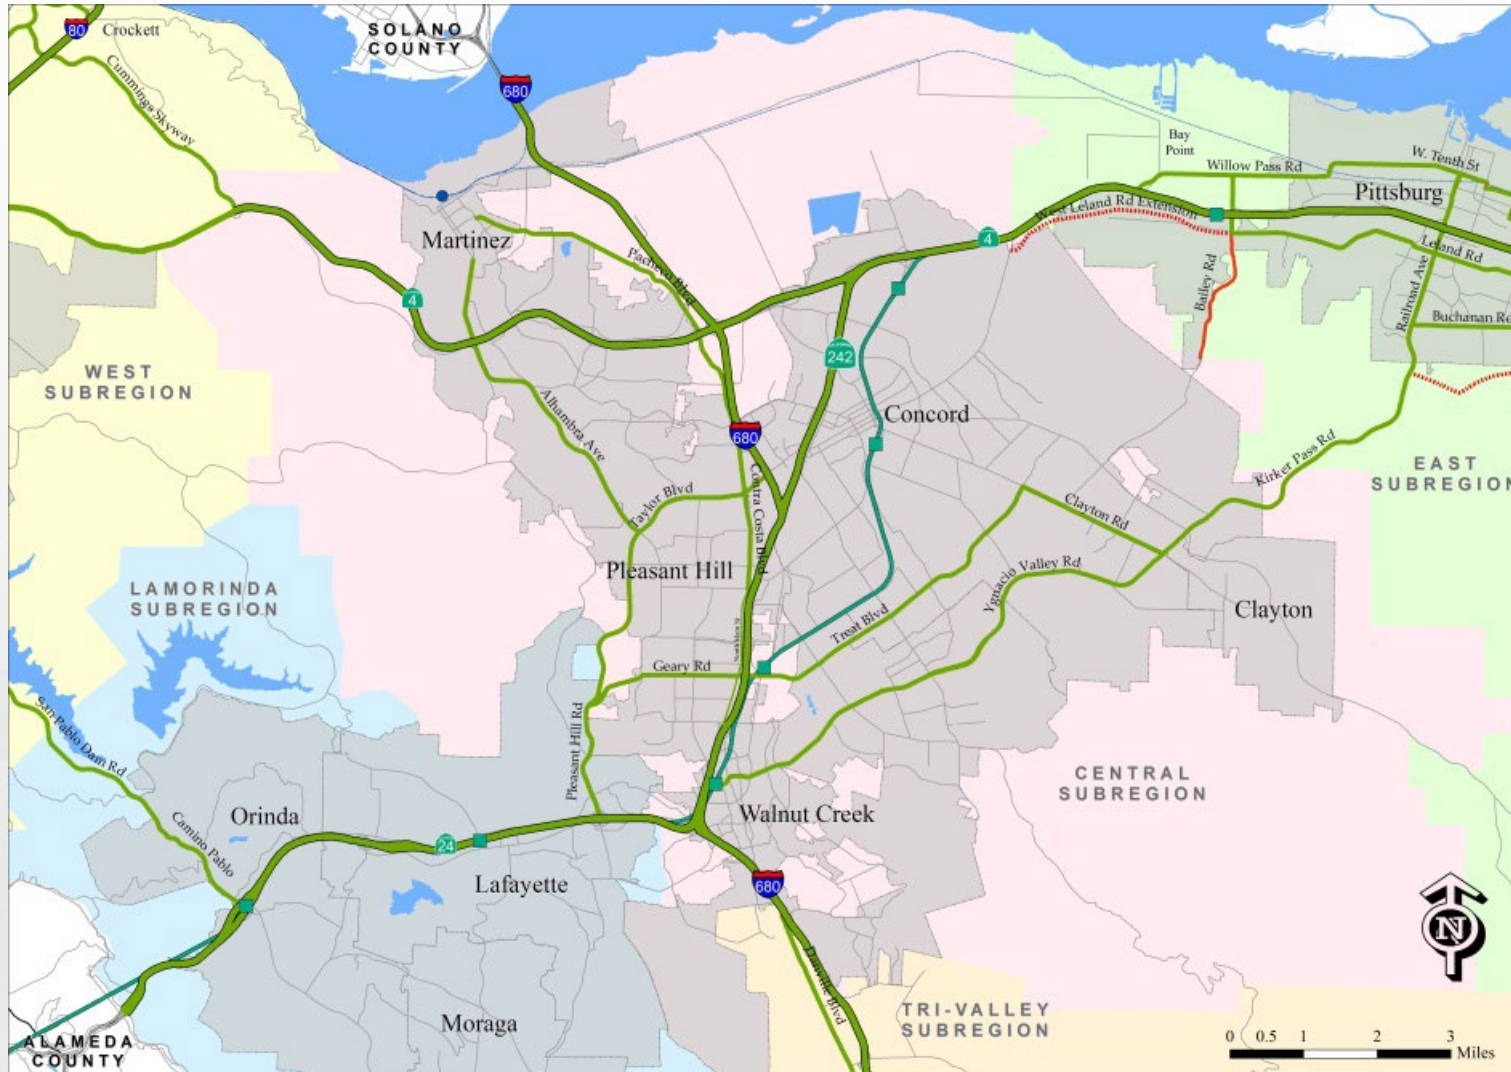 80
Crockett
SOLANO
COUNTY
680
Cummings Skyway
Bay
Point
Willow Pass Rd
W. Tenth St
Pittsburg
West Leland Rd Extension
Martinez
4
Leland Rd
Pacheco Blvd
Bailey Rd
Railroad Ave
4
Buchanan Rd
242
WEST
SUBREGION
Concord
Alhambra Ave
680
Kirker Pass Rd
EAST
SUBREGION
Taylor Blvd
Contra Costa Blvd
Clayton Rd
Pleasant Hill
Ygnacio Valley Rd
LAMORINDA
SUBREGION
Clayton
Treat Blvd
Geary Rd
San Pablo Dam Rd
Pleasant Hill Rd
CENTRAL
SUBREGION
Orinda
Walnut Creek
Camino Pablo
24
Lafayette
680
N
Danville Blvd
Moraga
TRI-VALLEY
SUBREGION
ALAMEDA
COUNTY
0 0.5 1 2 3
Miles